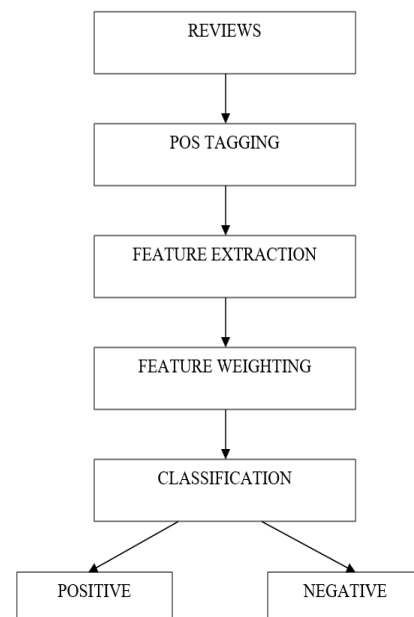 REVIEWS
POS TAGGING
FEATURE EXTRACTION
FEATURE WEIGHTING
CLASSIFICATION
POSITIVE
NEGATIVE